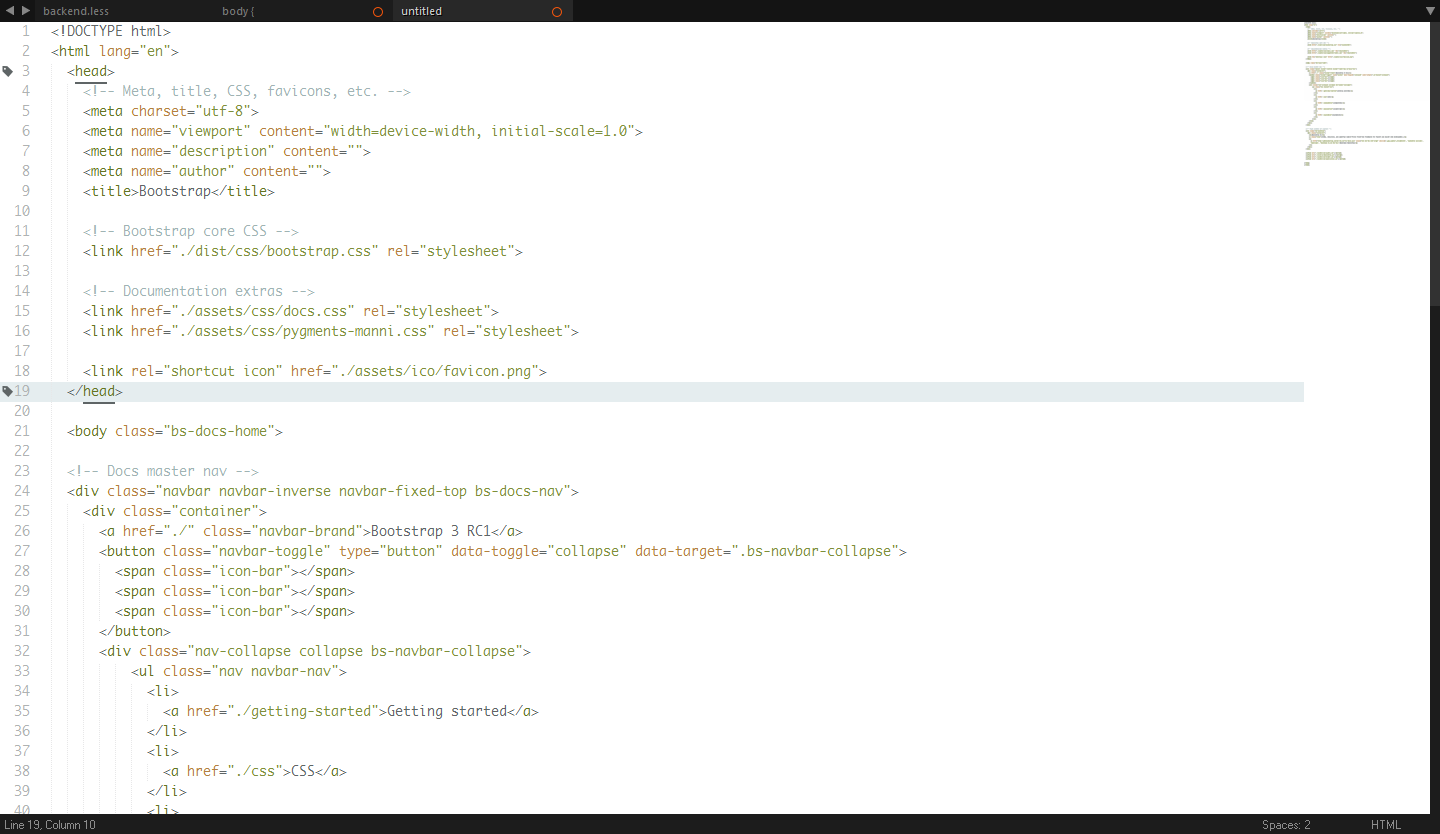 backend.less body { untitled
1 <!DOCTYPE html>
2 <html lang="en">
3 <head>
4 <!-- Meta, title, CSS, favicons, etc. -->
5 <meta charset="utf-8">
6 <meta name="viewport" content="width=device-width, initial-scale=1.0">
7 <meta name="description" content="">
8 <meta name="author" content="">
9 <title>Bootstrap</title>
10
11 <!-- Bootstrap core CSS -->
12 <link href="./dist/css/bootstrap.css" rel="stylesheet">
13
14 <!-- Documentation extras -->
15 <link href="./assets/css/docs.css" rel="stylesheet">
16 <link href="./assets/css/pygments-manni.css" rel="stylesheet">
17
18 <link rel="shortcut icon" href="./assets/ico/favicon.png">
19 </head>
20
21 <body class="bs-docs-home">
22
23 <!-- Docs master nav -->
24 <div class="navbar navbar-inverse navbar-fixed-top bs-docs-nav">
25 <div class="container">
26 <a href="./" class="navbar-brand">Bootstrap 3 RC1</a>
27 <button class="navbar-toggle" type="button" data-toggle="collapse" data-target=".bs-navbar-collapse">
28 <span class="icon-bar"></span>
29 <span class="icon-bar"></span>
30 <span class="icon-bar"></span>
31 </button>
32 <div class="nav-collapse collapse bs-navbar-collapse">
33 <ul class="nav navbar-nav">
34 <li>
35 <a href="./getting-started">Getting started</a>
36 </li>
37 <li>
38 <a href="./css">CSS</a>
39 </li>
40 <li>
Line 19, Column 10 Spaces: 2 HTML